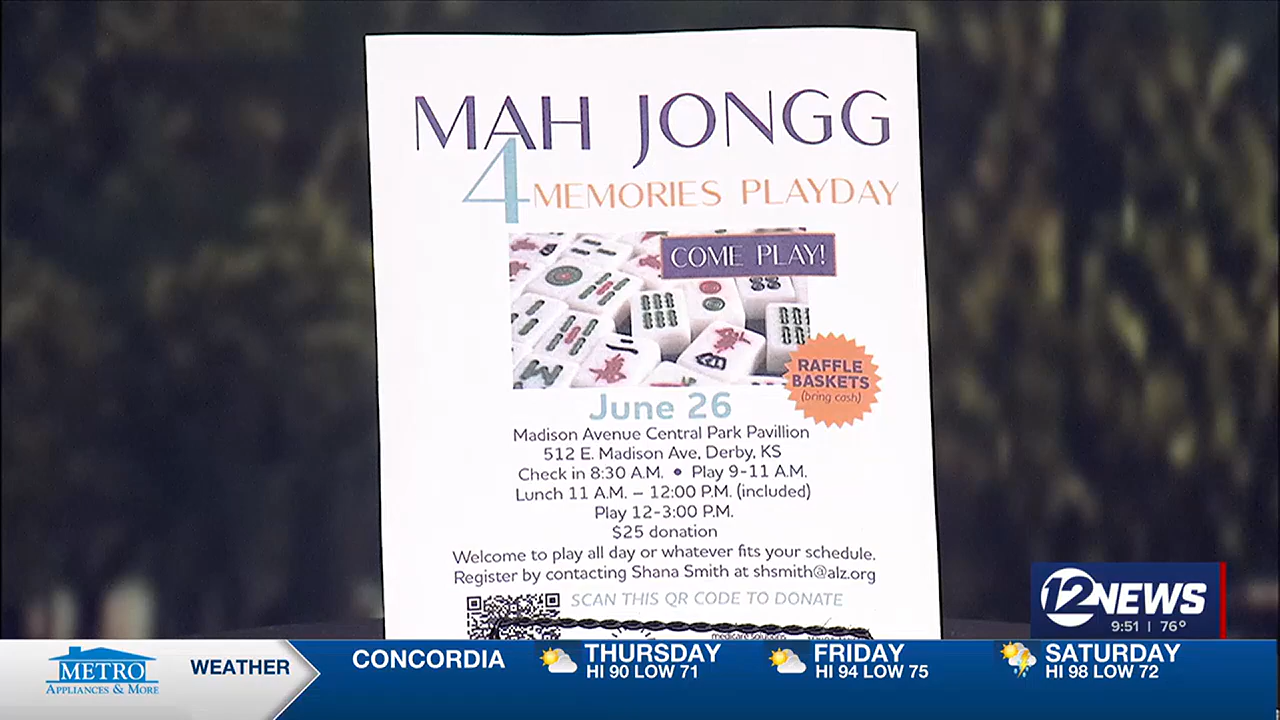 MAH JONGG
4 MEMORIES PLAYDAY
COME PLAY!
RAFFLE
BASKETS
(bring cash)
June 26
Madison Avenue Central Park Pavillion
512 E. Madison Ave, Derby, KS
Check in 8:30 A.M. • Play 9-11 A.M.
Lunch 11 A.M. – 12:00 P.M. (included)
Play 12-3:00 P.M.
$25 donation
Welcome to play all day or whatever fits your schedule.
Register by contacting Shana Smith at shsmith@alz.org
SCAN THIS QR CODE TO DONATE
12 NEWS
9:51 | 76°
METRO
APPLIANCES & MORE
WEATHER
CONCORDIA
THURSDAY
HI 90 LOW 71
FRIDAY
HI 94 LOW 75
SATURDAY
HI 98 LOW 72